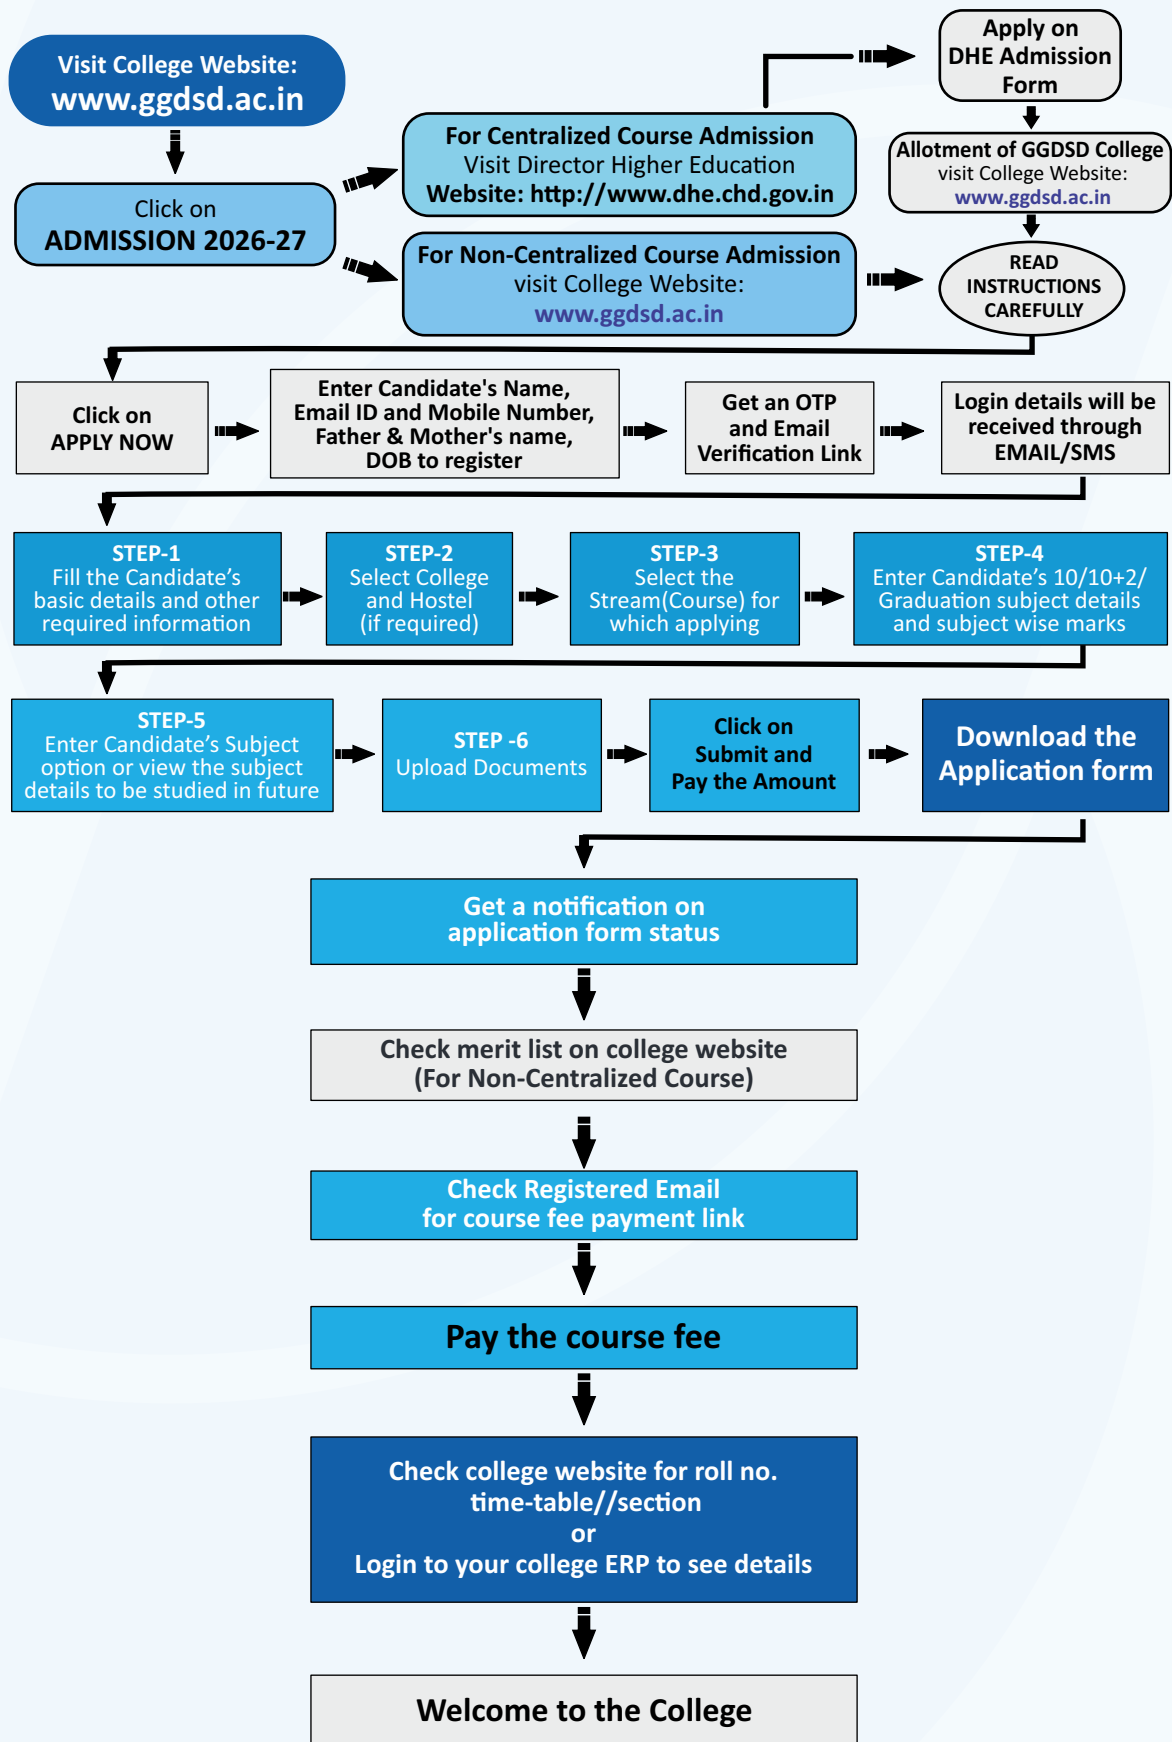 Visit College Website:
www.ggdsd.ac.in
Click on
ADMISSION 2026-27
For Centralized Course Admission
Visit Director Higher Education
Website: http://www.dhe.chd.gov.in
Apply on
DHE Admission
Form
Allotment of GGDSD College
visit College Website:
www.ggdsd.ac.in
For Non-Centralized Course Admission
visit College Website:
www.ggdsd.ac.in
READ
INSTRUCTIONS
CAREFULLY
Click on
APPLY NOW
Enter Candidate's Name,
Email ID and Mobile Number,
Father & Mother's name,
DOB to register
Get an OTP
and Email
Verification Link
Login details will be
received through
EMAIL/SMS
STEP-1
Fill the Candidate’s
basic details and other
required information
STEP-2
Select College
and Hostel
(if required)
STEP-3
Select the
Stream(Course) for
which applying
STEP-4
Enter Candidate’s 10/10+2/
Graduation subject details
and subject wise marks
STEP-5
Enter Candidate’s Subject
option or view the subject
details to be studied in future
STEP -6
Upload Documents
Click on
Submit and
Pay the Amount
Download the
Application form
Get a notification on
application form status
Check merit list on college website
(For Non-Centralized Course)
Check Registered Email
for course fee payment link
Pay the course fee
Check college website for roll no.
time-table//section
or
Login to your college ERP to see details
Welcome to the College